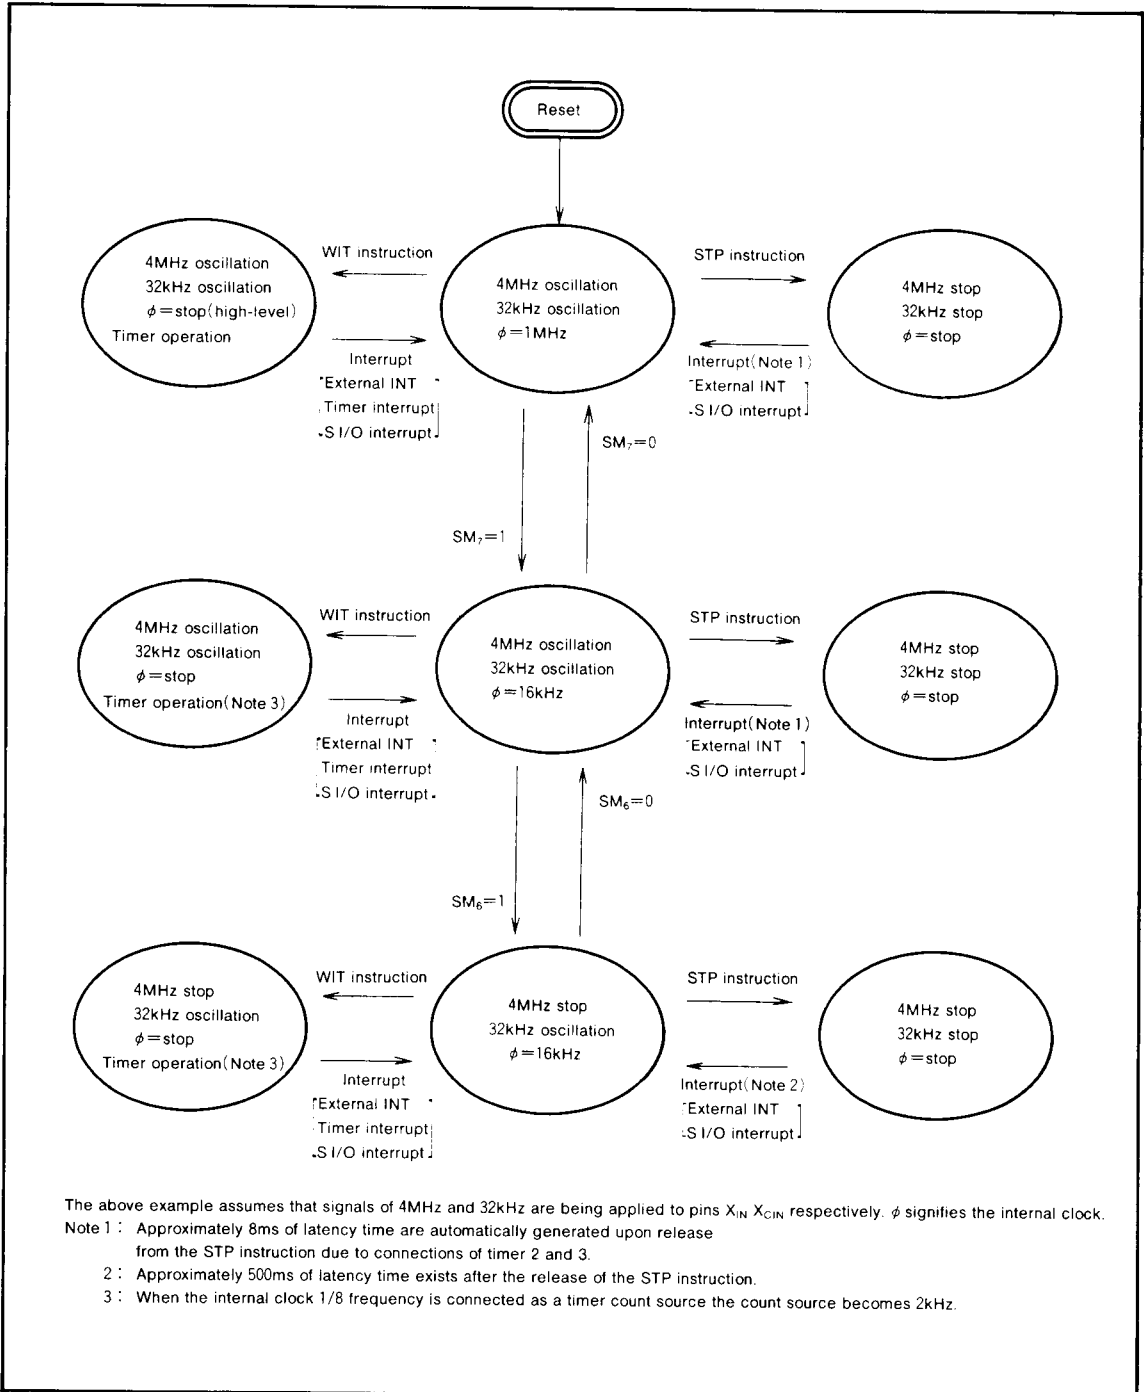 Reset
WIT instruction
STP instruction
4MHz oscillation
32kHz oscillation
φ=stop(high-level)
Timer operation
4MHz oscillation
32kHz oscillation
φ=1MHz
4MHz stop
32kHz stop
φ=stop
Interrupt
External INT
Timer interrupt
S I/O interrupt
Interrupt(Note 1)
External INT
S I/O interrupt
SM₇=0
SM₇=1
WIT instruction
STP instruction
4MHz oscillation
32kHz oscillation
φ=stop
Timer operation(Note 3)
4MHz oscillation
32kHz oscillation
φ=16kHz
4MHz stop
32kHz stop
φ=stop
Interrupt
External INT
Timer interrupt
S I/O interrupt
Interrupt(Note 1)
External INT
S I/O interrupt
SM₆=0
SM₆=1
WIT instruction
STP instruction
4MHz stop
32kHz oscillation
φ=stop
Timer operation(Note 3)
4MHz stop
32kHz oscillation
φ=16kHz
4MHz stop
32kHz stop
φ=stop
Interrupt
External INT
Timer interrupt
S I/O interrupt
Interrupt(Note 2)
External INT
S I/O interrupt
The above example assumes that signals of 4MHz and 32kHz are being applied to pins X_IN X_CIN respectively. φ signifies the internal clock.
Note 1 : Approximately 8ms of latency time are automatically generated upon release
from the STP instruction due to connections of timer 2 and 3.
2 : Approximately 500ms of latency time exists after the release of the STP instruction.
3 : When the internal clock 1/8 frequency is connected as a timer count source the count source becomes 2kHz.